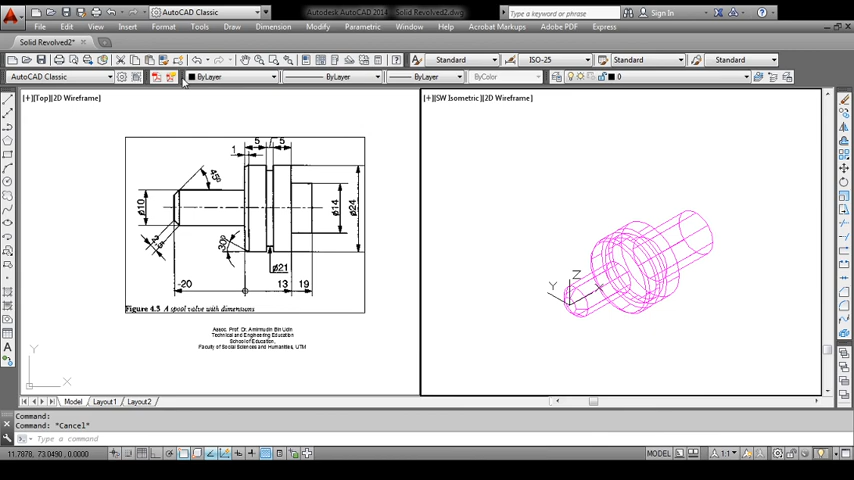 AutoCAD Classic
Autodesk AutoCAD 2014 - Solid Revolved2.dwg
Type a keyword or phrase
Sign In
File Edit View Insert Format Tools Draw Dimension Modify Parametric Window Help Express Acrobat Markups Adobe PDF Express
Solid Revolved2*
Standard ISO-25 Standard Standard
AutoCAD Classic ByLayer ByLayer ByLayer ByColor 0
[+][Top][2D Wireframe]
[+][SW Isometric][2D Wireframe]
5 5
1
45°
ø10
ø14
ø24
2.5
30°
ø21
-20 13 19
Figure 4.3 A spool valve with dimensions
Assoc. Prof. Dr. Amirmudin Bin Udin
Technical and Engineering Education
School of Education,
Faculty of Social Sciences and Humanities, UTM
Y
X
Z
Y
X
Model Layout1 Layout2
Command:
Command: *Cancel*
Type a command
11.7878, 73.0490, 0.0000
MODEL
1:1